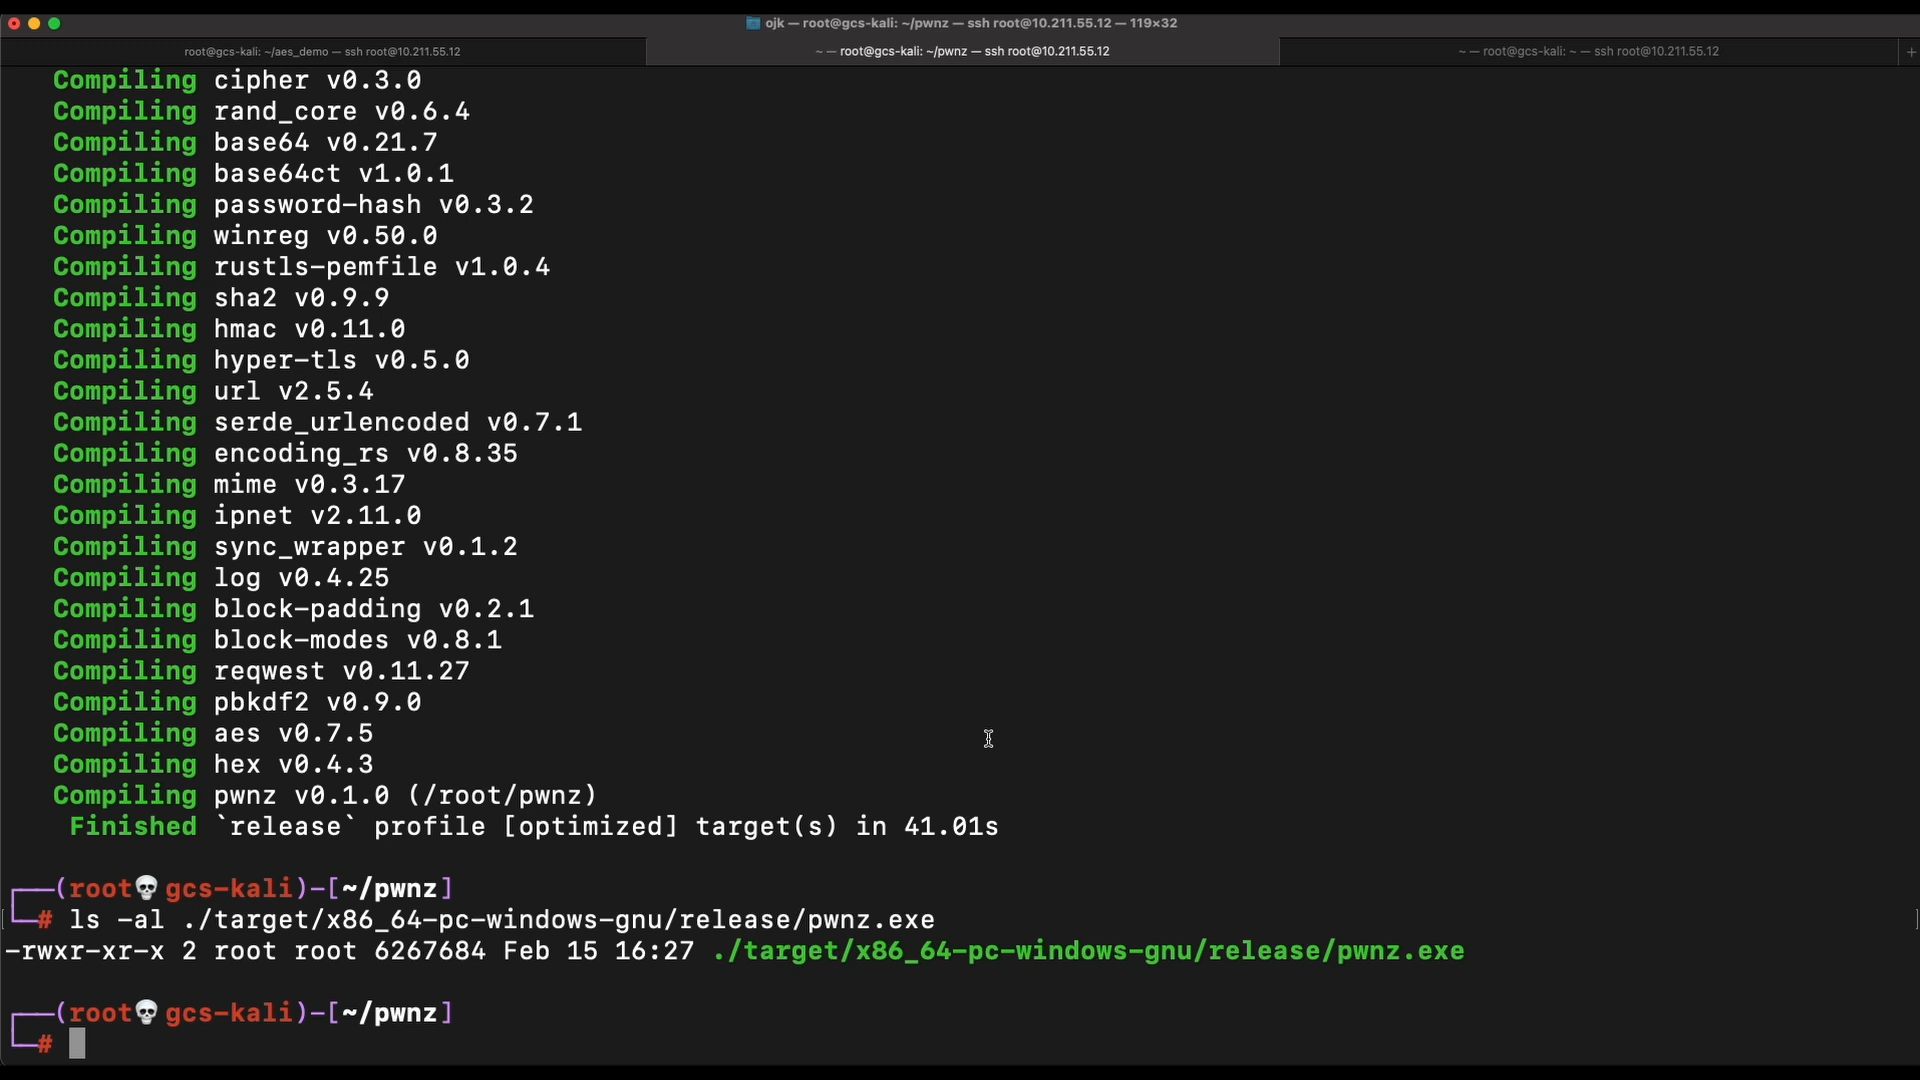 ojk — root@gcs-kali: ~/pwnz — ssh root@10.211.55.12 — 119×32
root@gcs-kali: ~/aes_demo — ssh root@10.211.55.12
~ — root@gcs-kali: ~/pwnz — ssh root@10.211.55.12
~ — root@gcs-kali: ~ — ssh root@10.211.55.12
+
Compiling cipher v0.3.0
Compiling rand_core v0.6.4
Compiling base64 v0.21.7
Compiling base64ct v1.0.1
Compiling password-hash v0.3.2
Compiling winreg v0.50.0
Compiling rustls-pemfile v1.0.4
Compiling sha2 v0.9.9
Compiling hmac v0.11.0
Compiling hyper-tls v0.5.0
Compiling url v2.5.4
Compiling serde_urlencoded v0.7.1
Compiling encoding_rs v0.8.35
Compiling mime v0.3.17
Compiling ipnet v2.11.0
Compiling sync_wrapper v0.1.2
Compiling log v0.4.25
Compiling block-padding v0.2.1
Compiling block-modes v0.8.1
Compiling reqwest v0.11.27
Compiling pbkdf2 v0.9.0
Compiling aes v0.7.5
Compiling hex v0.4.3
Compiling pwnz v0.1.0 (/root/pwnz)
Finished `release` profile [optimized] target(s) in 41.01s
┌──(root💀gcs-kali)-[~/pwnz]
└─# ls -al ./target/x86_64-pc-windows-gnu/release/pwnz.exe
-rwxr-xr-x 2 root root 6267684 Feb 15 16:27 ./target/x86_64-pc-windows-gnu/release/pwnz.exe
┌──(root💀gcs-kali)-[~/pwnz]
└─#